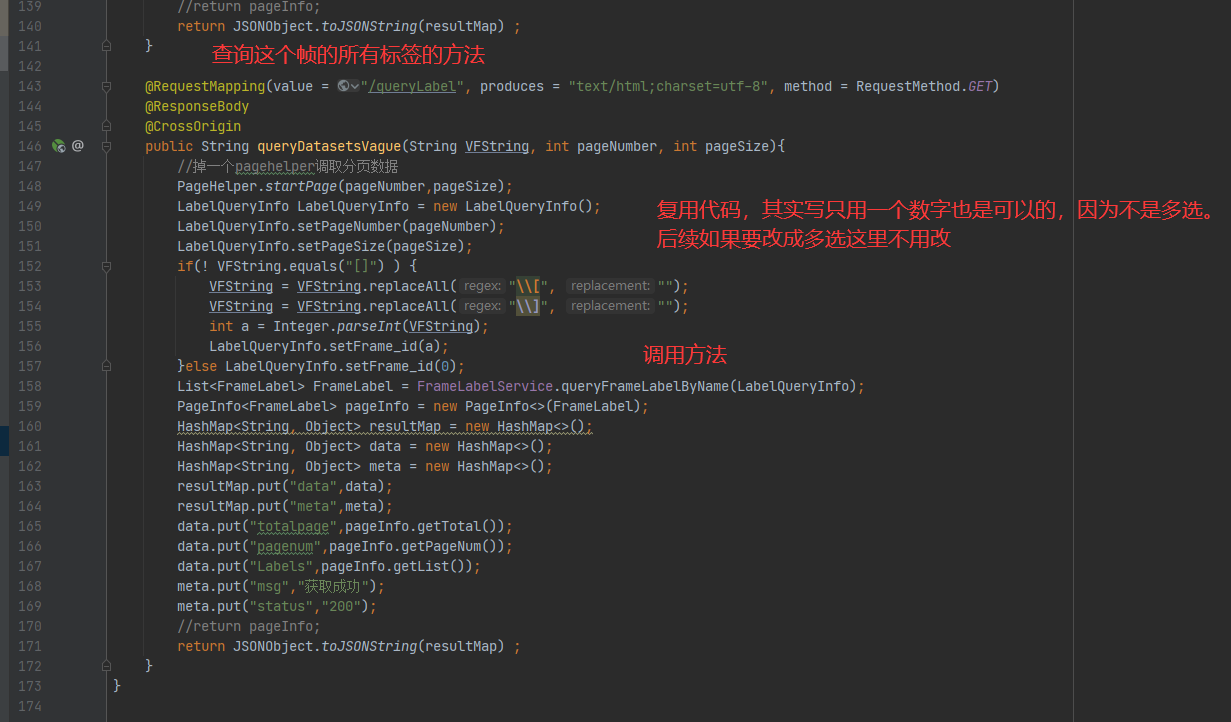 139 //return pageInfo;
140 return JSONObject.toJSONString(resultMap) ;
141 }
查询这个帧的所有标签的方法
142
143 @RequestMapping(value = "/queryLabel", produces = "text/html;charset=utf-8", method = RequestMethod.GET)
144 @ResponseBody
145 @CrossOrigin
146 @ public String queryDatasetsVague(String VFString, int pageNumber, int pageSize){
147 //掉一个pagehelper调取分页数据
148 PageHelper.startPage(pageNumber,pageSize);
149 LabelQueryInfo LabelQueryInfo = new LabelQueryInfo();
复用代码，其实写只用一个数字也是可以的，因为不是多选。
150 LabelQueryInfo.setPageNumber(pageNumber);
后续如果要改成多选这里不用改
151 LabelQueryInfo.setPageSize(pageSize);
152 if(! VFString.equals("[]") ) {
153 VFString = VFString.replaceAll( regex: "\\[", replacement: "");
154 VFString = VFString.replaceAll( regex: "\\]", replacement: "");
155 int a = Integer.parseInt(VFString);
156 LabelQueryInfo.setFrame_id(a);
调用方法
157 }else LabelQueryInfo.setFrame_id(0);
158 List<FrameLabel> FrameLabel = FrameLabelService.queryFrameLabelByName(LabelQueryInfo);
159 PageInfo<FrameLabel> pageInfo = new PageInfo<>(FrameLabel);
160 HashMap<String, Object> resultMap = new HashMap<>();
161 HashMap<String, Object> data = new HashMap<>();
162 HashMap<String, Object> meta = new HashMap<>();
163 resultMap.put("data",data);
164 resultMap.put("meta",meta);
165 data.put("totalpage",pageInfo.getTotal());
166 data.put("pagenum",pageInfo.getPageNum());
167 data.put("Labels",pageInfo.getList());
168 meta.put("msg","获取成功");
169 meta.put("status","200");
170 //return pageInfo;
171 return JSONObject.toJSONString(resultMap) ;
172 }
173 }
174